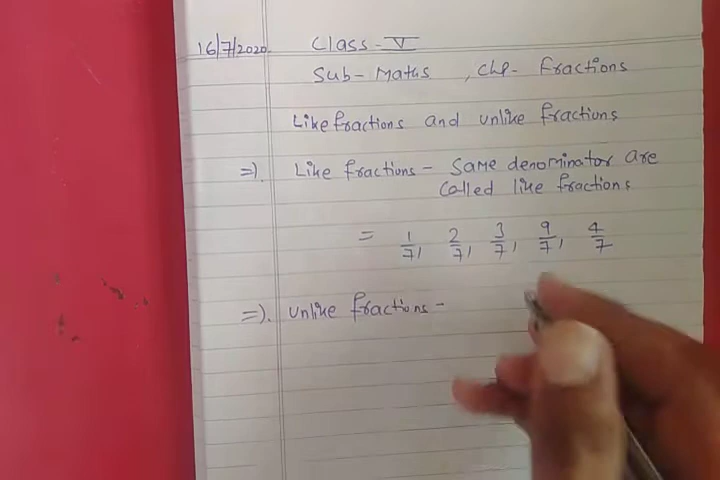 16/7/2020. Class - V
Sub - Maths , Chp - Fractions
Like fractions and unlike fractions
⇒). Like fractions - Same denominator are
called like fractions
= 1/7, 2/7, 3/7, 9/7, 4/7
⇒). Unlike fractions -